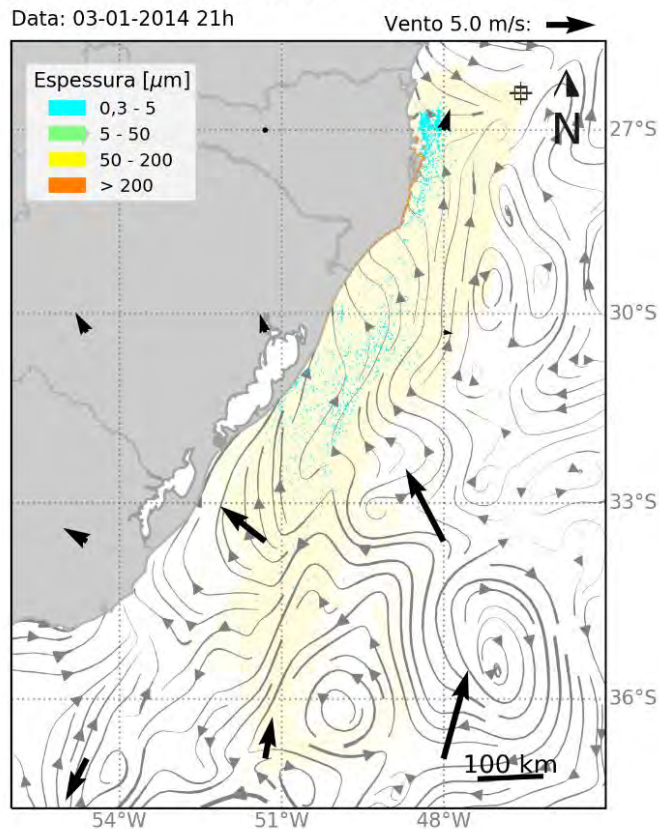 Data: 03-01-2014 21h
Vento 5.0 m/s:
Espessura [μm]
0,3 - 5
5 - 50
50 - 200
> 200
N
27°S
30°S
33°S
36°S
100 km
54°W
51°W
48°W